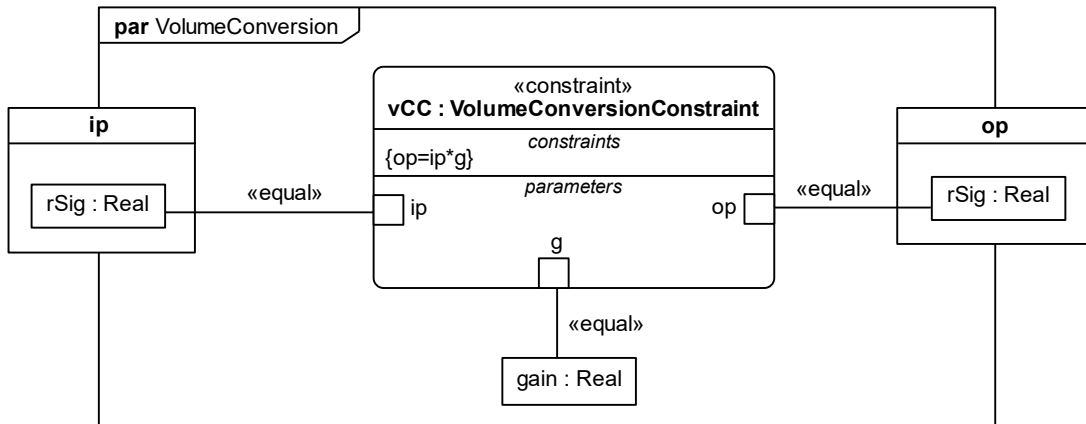 par VolumeConversion
«constraint»
vCC : VolumeConversionConstraint
constraints
{op=ip*g}
parameters
ip
rSig : Real
«equal»
ip
op
«equal»
op
rSig : Real
g
«equal»
gain : Real